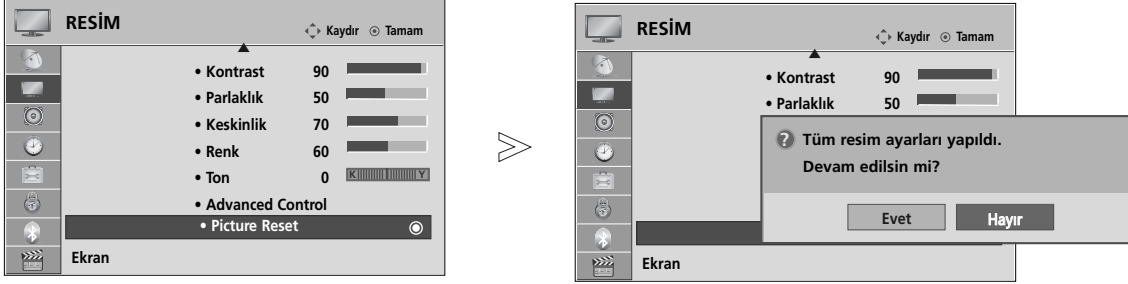 RESİM
Kaydır Tamam
• Kontrast 90
• Parlaklık 50
• Keskinlik 70
• Renk 60
• Ton 0 K Y
• Advanced Control
• Picture Reset
Ekran
RESİM
Kaydır Tamam
• Kontrast 90
• Parlaklık 50
? Tüm resim ayarları yapıldı.
Devam edilsin mi?
Evet Hayır
Ekran